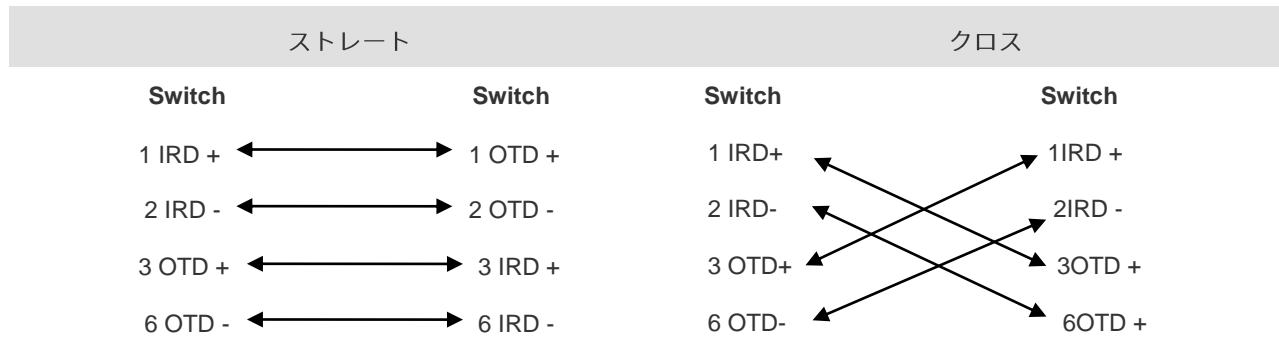 ストレート クロス
Switch Switch Switch Switch
1 IRD + 1 OTD + 1 IRD+ 1IRD +
2 IRD - 2 OTD - 2 IRD- 2IRD -
3 OTD + 3 IRD + 3 OTD+ 3OTD +
6 OTD - 6 IRD - 6 OTD- 6OTD +